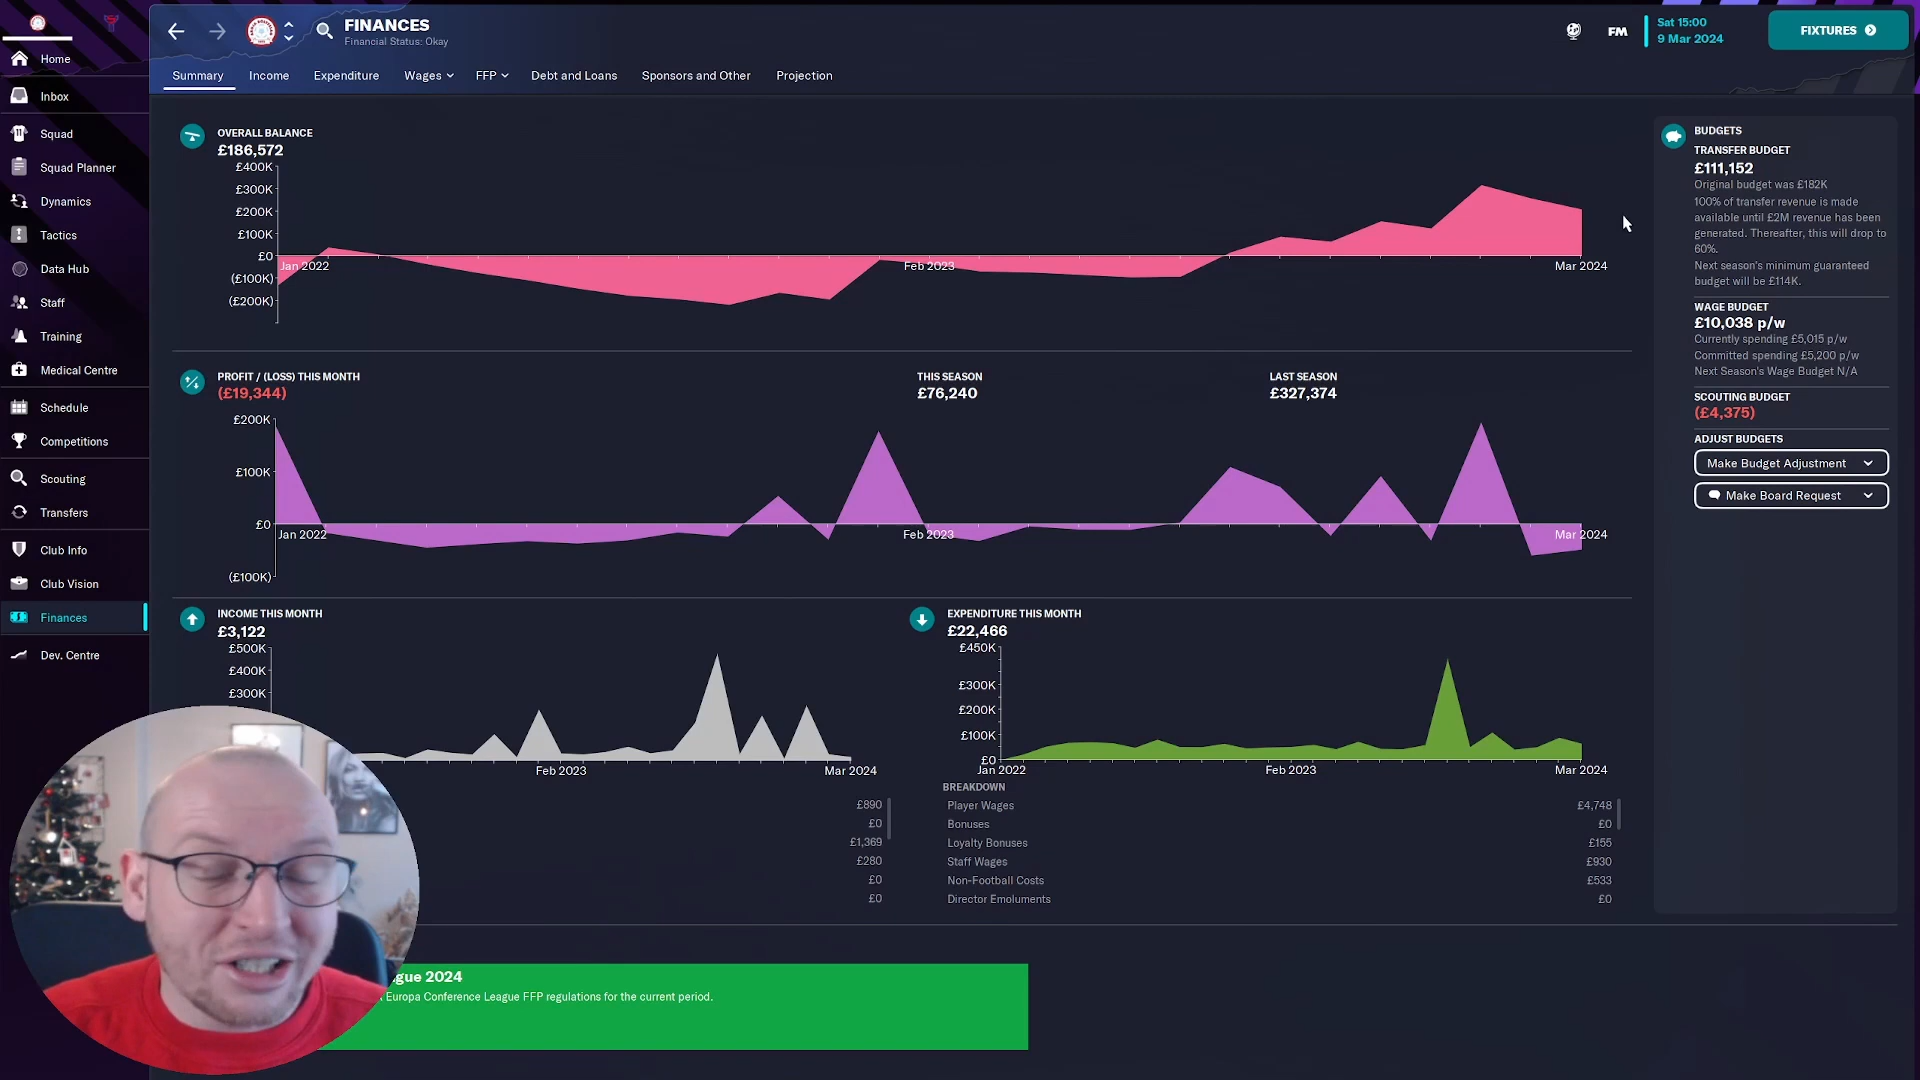 FINANCES
Financial Status: Okay
FM
Sat 15:00
9 Mar 2024
FIXTURES
Home
Inbox
Squad
Squad Planner
Dynamics
Tactics
Data Hub
Staff
Training
Medical Centre
Schedule
Competitions
Scouting
Transfers
Club Info
Club Vision
Finances
Dev. Centre
Summary
Income
Expenditure
Wages
FFP
Debt and Loans
Sponsors and Other
Projection
OVERALL BALANCE
£186,572
£400K
£300K
£200K
£100K
£0
(£100K)
(£200K)
Jan 2022
Feb 2023
Mar 2024
PROFIT / (LOSS) THIS MONTH
(£19,344)
THIS SEASON
£76,240
LAST SEASON
£327,374
£200K
£100K
£0
(£100K)
Jan 2022
Feb 2023
Mar 2024
INCOME THIS MONTH
£3,122
£500K
£400K
£300K
Feb 2023
Mar 2024
£890
£0
£1,369
£280
£0
£0
EXPENDITURE THIS MONTH
£22,466
£450K
£300K
£200K
£100K
£0
Jan 2022
Feb 2023
Mar 2024
BREAKDOWN
Player Wages £4,748
Bonuses £0
Loyalty Bonuses £155
Staff Wages £930
Non-Football Costs £533
Director Emoluments £0
BUDGETS
TRANSFER BUDGET
£111,152
Original budget was £182K
100% of transfer revenue is made
available until £2M revenue has been
generated. Thereafter, this will drop to
60%.
Next season's minimum guaranteed
budget will be £114K.
WAGE BUDGET
£10,038 p/w
Currently spending £5,015 p/w
Committed spending £5,200 p/w
Next Season's Wage Budget N/A
SCOUTING BUDGET
(£4,375)
ADJUST BUDGETS
Make Budget Adjustment
Make Board Request
gue 2024
Europa Conference League FFP regulations for the current period.